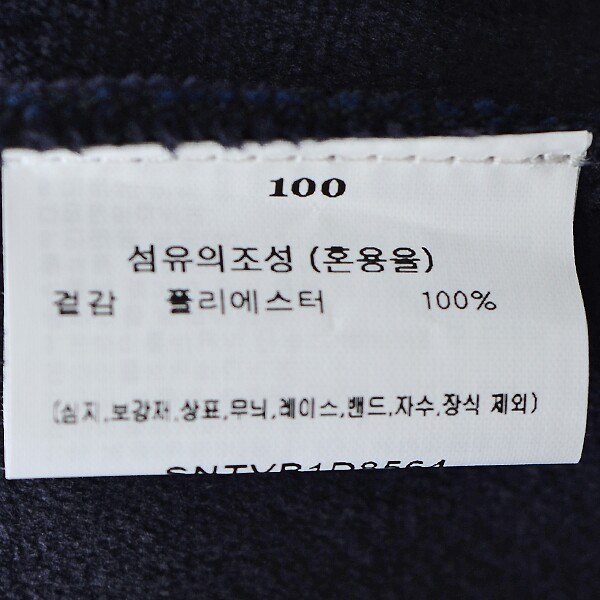 100
섬유의조성 (혼용율)
겉감 폴리에스터 100%
(심지,보강재,상표,무늬,레이스,밴드,자수,장식 제외)